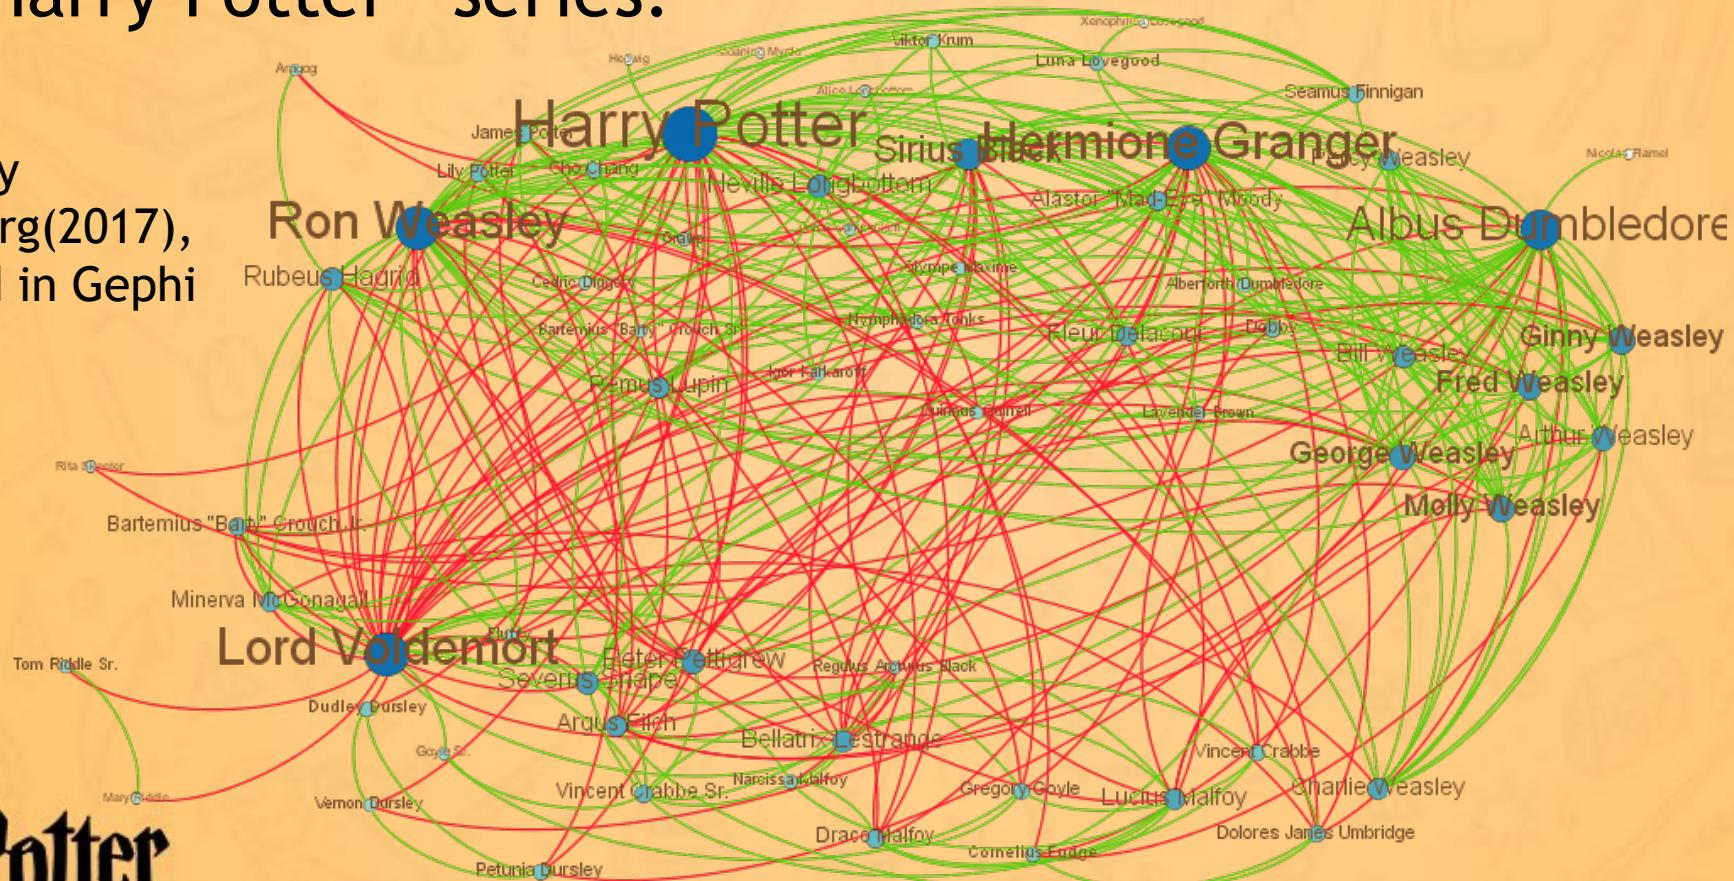 Harry Potter" series.
y
rg(2017),
in Gephi
Xenophilius Lovegood
Viktor Krum
Moaning Myrtle
Hedwig
Luna Lovegood
Aragog
Alice Longbottom
Seamus Finnigan
Harry Potter
James Potter
Sirius Black
Hermione Granger
Percy Weasley
Nicolas Flamel
Lily Potter
Cho Chang
Neville Longbottom
Alastor "Mad-Eye" Moody
Ron Weasley
Albus Dumbledore
Grawp
Rubeus Hagrid
Cedric Diggory
Olympe Maxime
Alberforth Dumbledore
Bartemius "Barty" Crouch Sr.
Nymphadora Tonks
Fleur Delacour
Dobby
Ginny Weasley
Bill Weasley
Igor Karkaroff
Remus Lupin
Fred Weasley
Quirinus Quirrell
Lavender Brown
Arthur Weasley
George Weasley
Rita Skeeter
Molly Weasley
Bartemius "Barty" Crouch Jr.
Minerva McGonagall
Fluffy
Lord Voldemort
Peter Pettigrew
Tom Riddle Sr.
Regulus Arcturus Black
Severus Snape
Dudley Dursley
Argus Filch
Bellatrix Lestrange
Goyle Sr.
Vincent Crabbe
Narcissa Malfoy
Vincent Crabbe Sr.
Gregory Goyle
Lucius Malfoy
Charlie Weasley
Mary Riddle
Vernon Dursley
Draco Malfoy
Dolores Janes Umbridge
Cornelius Fudge
Petunia Dursley
Potter